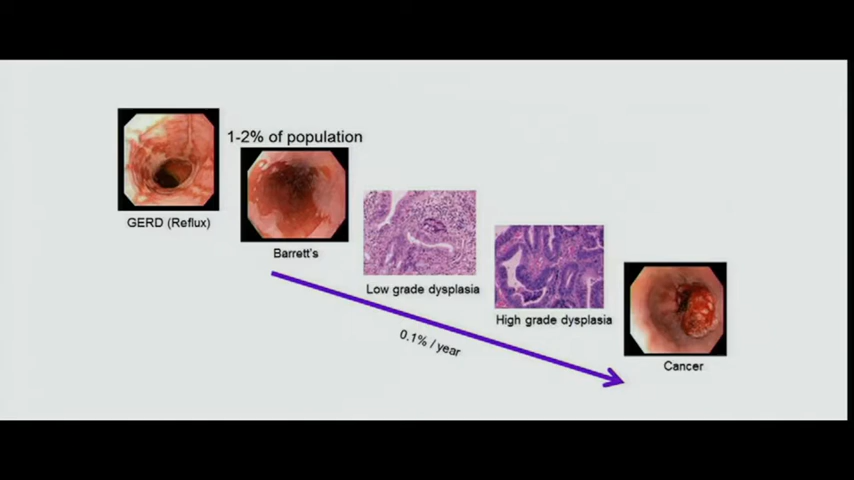 1-2% of population
GERD (Reflux)
Barrett's
Low grade dysplasia
High grade dysplasia
0.1% / year
Cancer